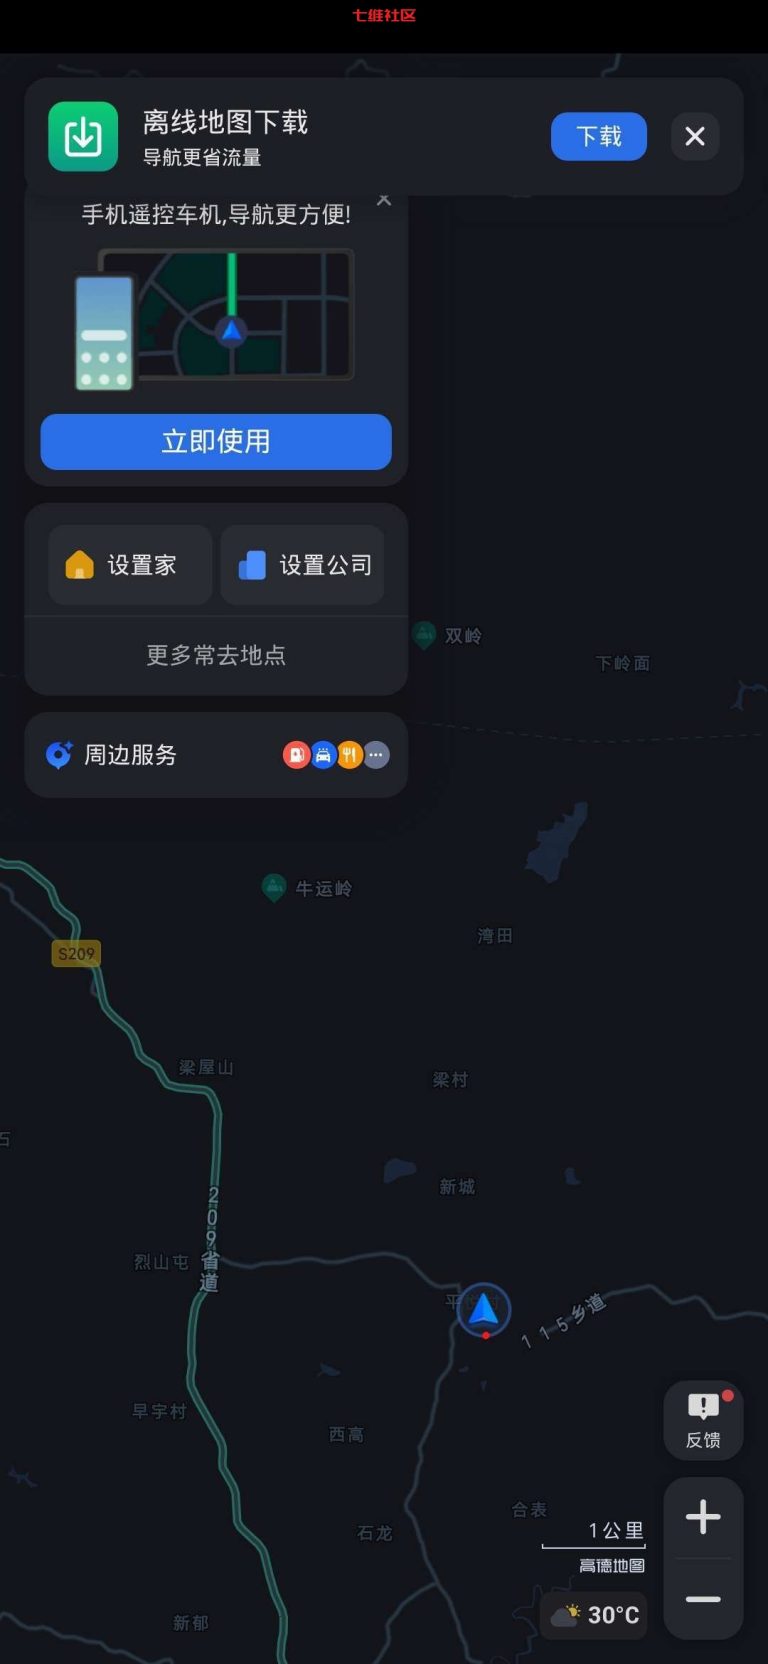 七维社区
离线地图下载
导航更省流量
下载
手机遥控车机,导航更方便!
立即使用
设置家
设置公司
更多常去地点
双岭
下岭面
周边服务
牛运岭
湾田
S209
梁屋山
梁村
石
新城
209省道
烈山屯
115乡道
反馈
早宇村
西高
合表
石龙
1公里
高德地图
30°C
新郁